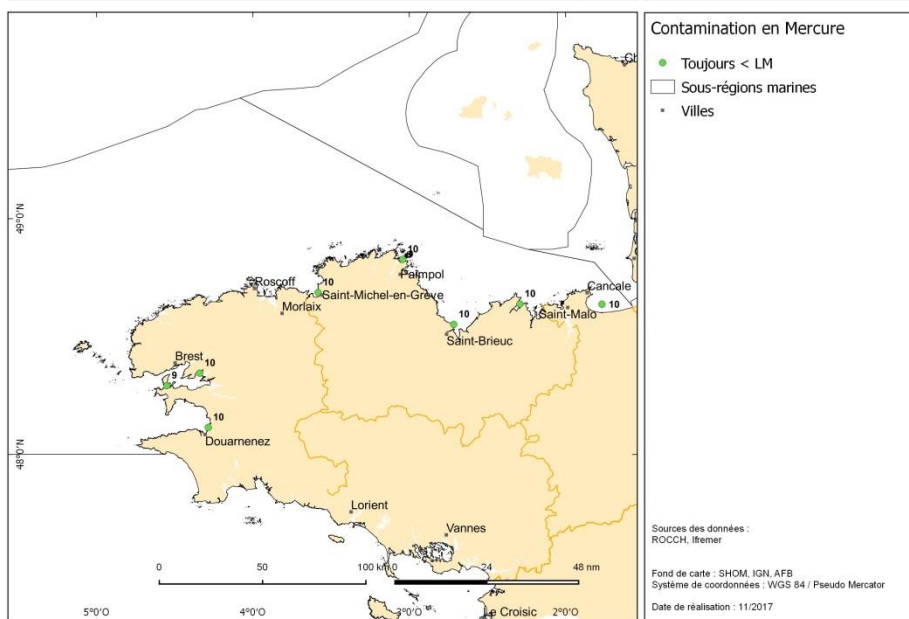 Contamination en Mercure
Toujours < LM
Sous-régions marines
Villes
49°0'N
48°0'N
Ch
10
Paimpol
Roscoff
10
Saint-Michel-en-Grève
Morlaix
Cancale
10
10
Saint-Malo
10
Saint-Brieuc
Brest
10
9
10
Douarnenez
Lorient
Vannes
0 50 100 km
0 24 48 nm
Le Croisic
5°0'O 4°0'O 3°0'O 2°0'O
Sources des données :
ROCCH, Ifremer
Fond de carte : SHOM, IGN, AFB
Système de coordonnées : WGS 84 / Pseudo Mercator
Date de réalisation : 11/2017